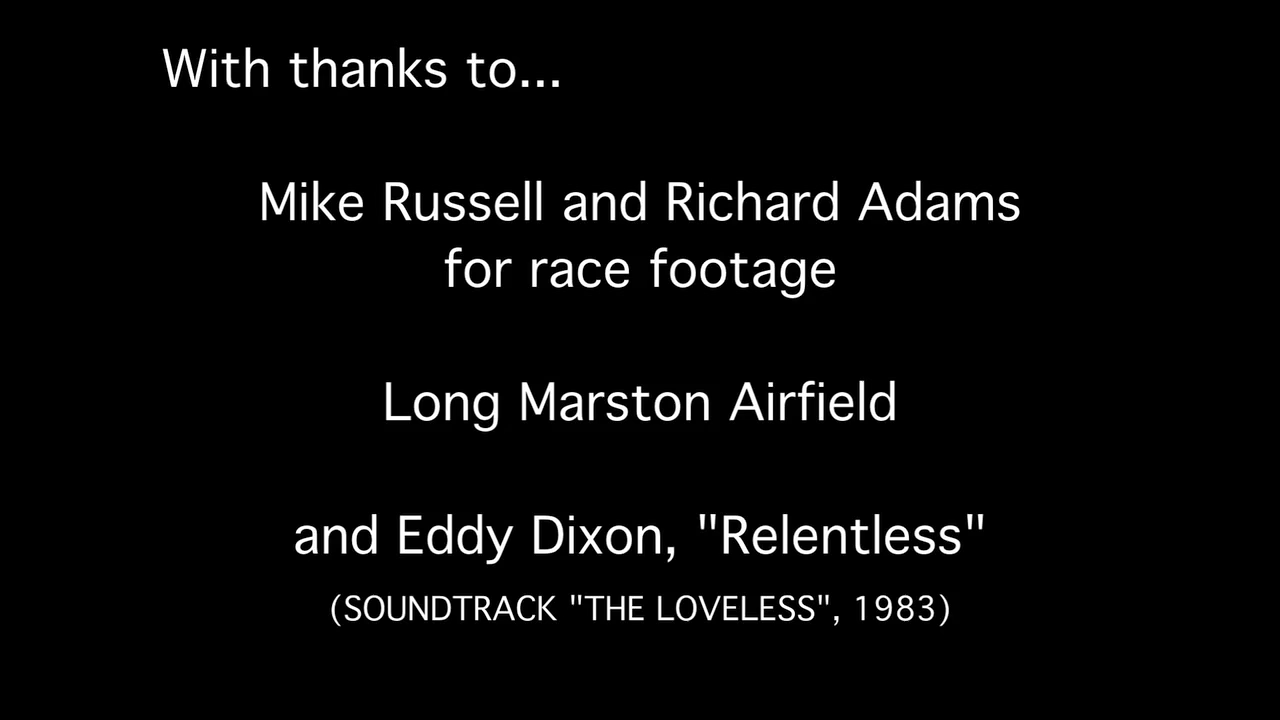 With thanks to...
Mike Russell and Richard Adams
for race footage
Long Marston Airfield
and Eddy Dixon, "Relentless"
(SOUNDTRACK "THE LOVELESS", 1983)